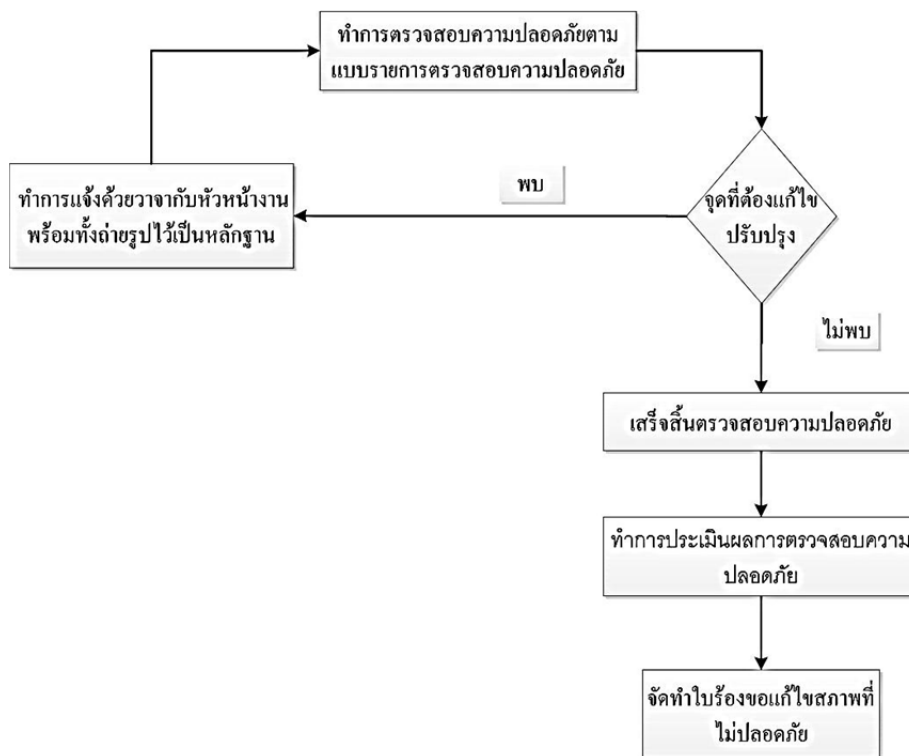 ทำการตรวจสอบความปลอดภัยตาม
แบบรายการตรวจสอบความปลอดภัย
พบ
ทำการแจ้งด้วยวาจากับหัวหน้างาน
พร้อมทั้งถ่ายรูปไว้เป็นหลักฐาน
จุดที่ต้องแก้ไข
ปรับปรุง
ไม่พบ
เสร็จสิ้นตรวจสอบความปลอดภัย
ทำการประเมินผลการตรวจสอบความ
ปลอดภัย
จัดทำใบร้องขอแก้ไขสภาพที่
ไม่ปลอดภัย